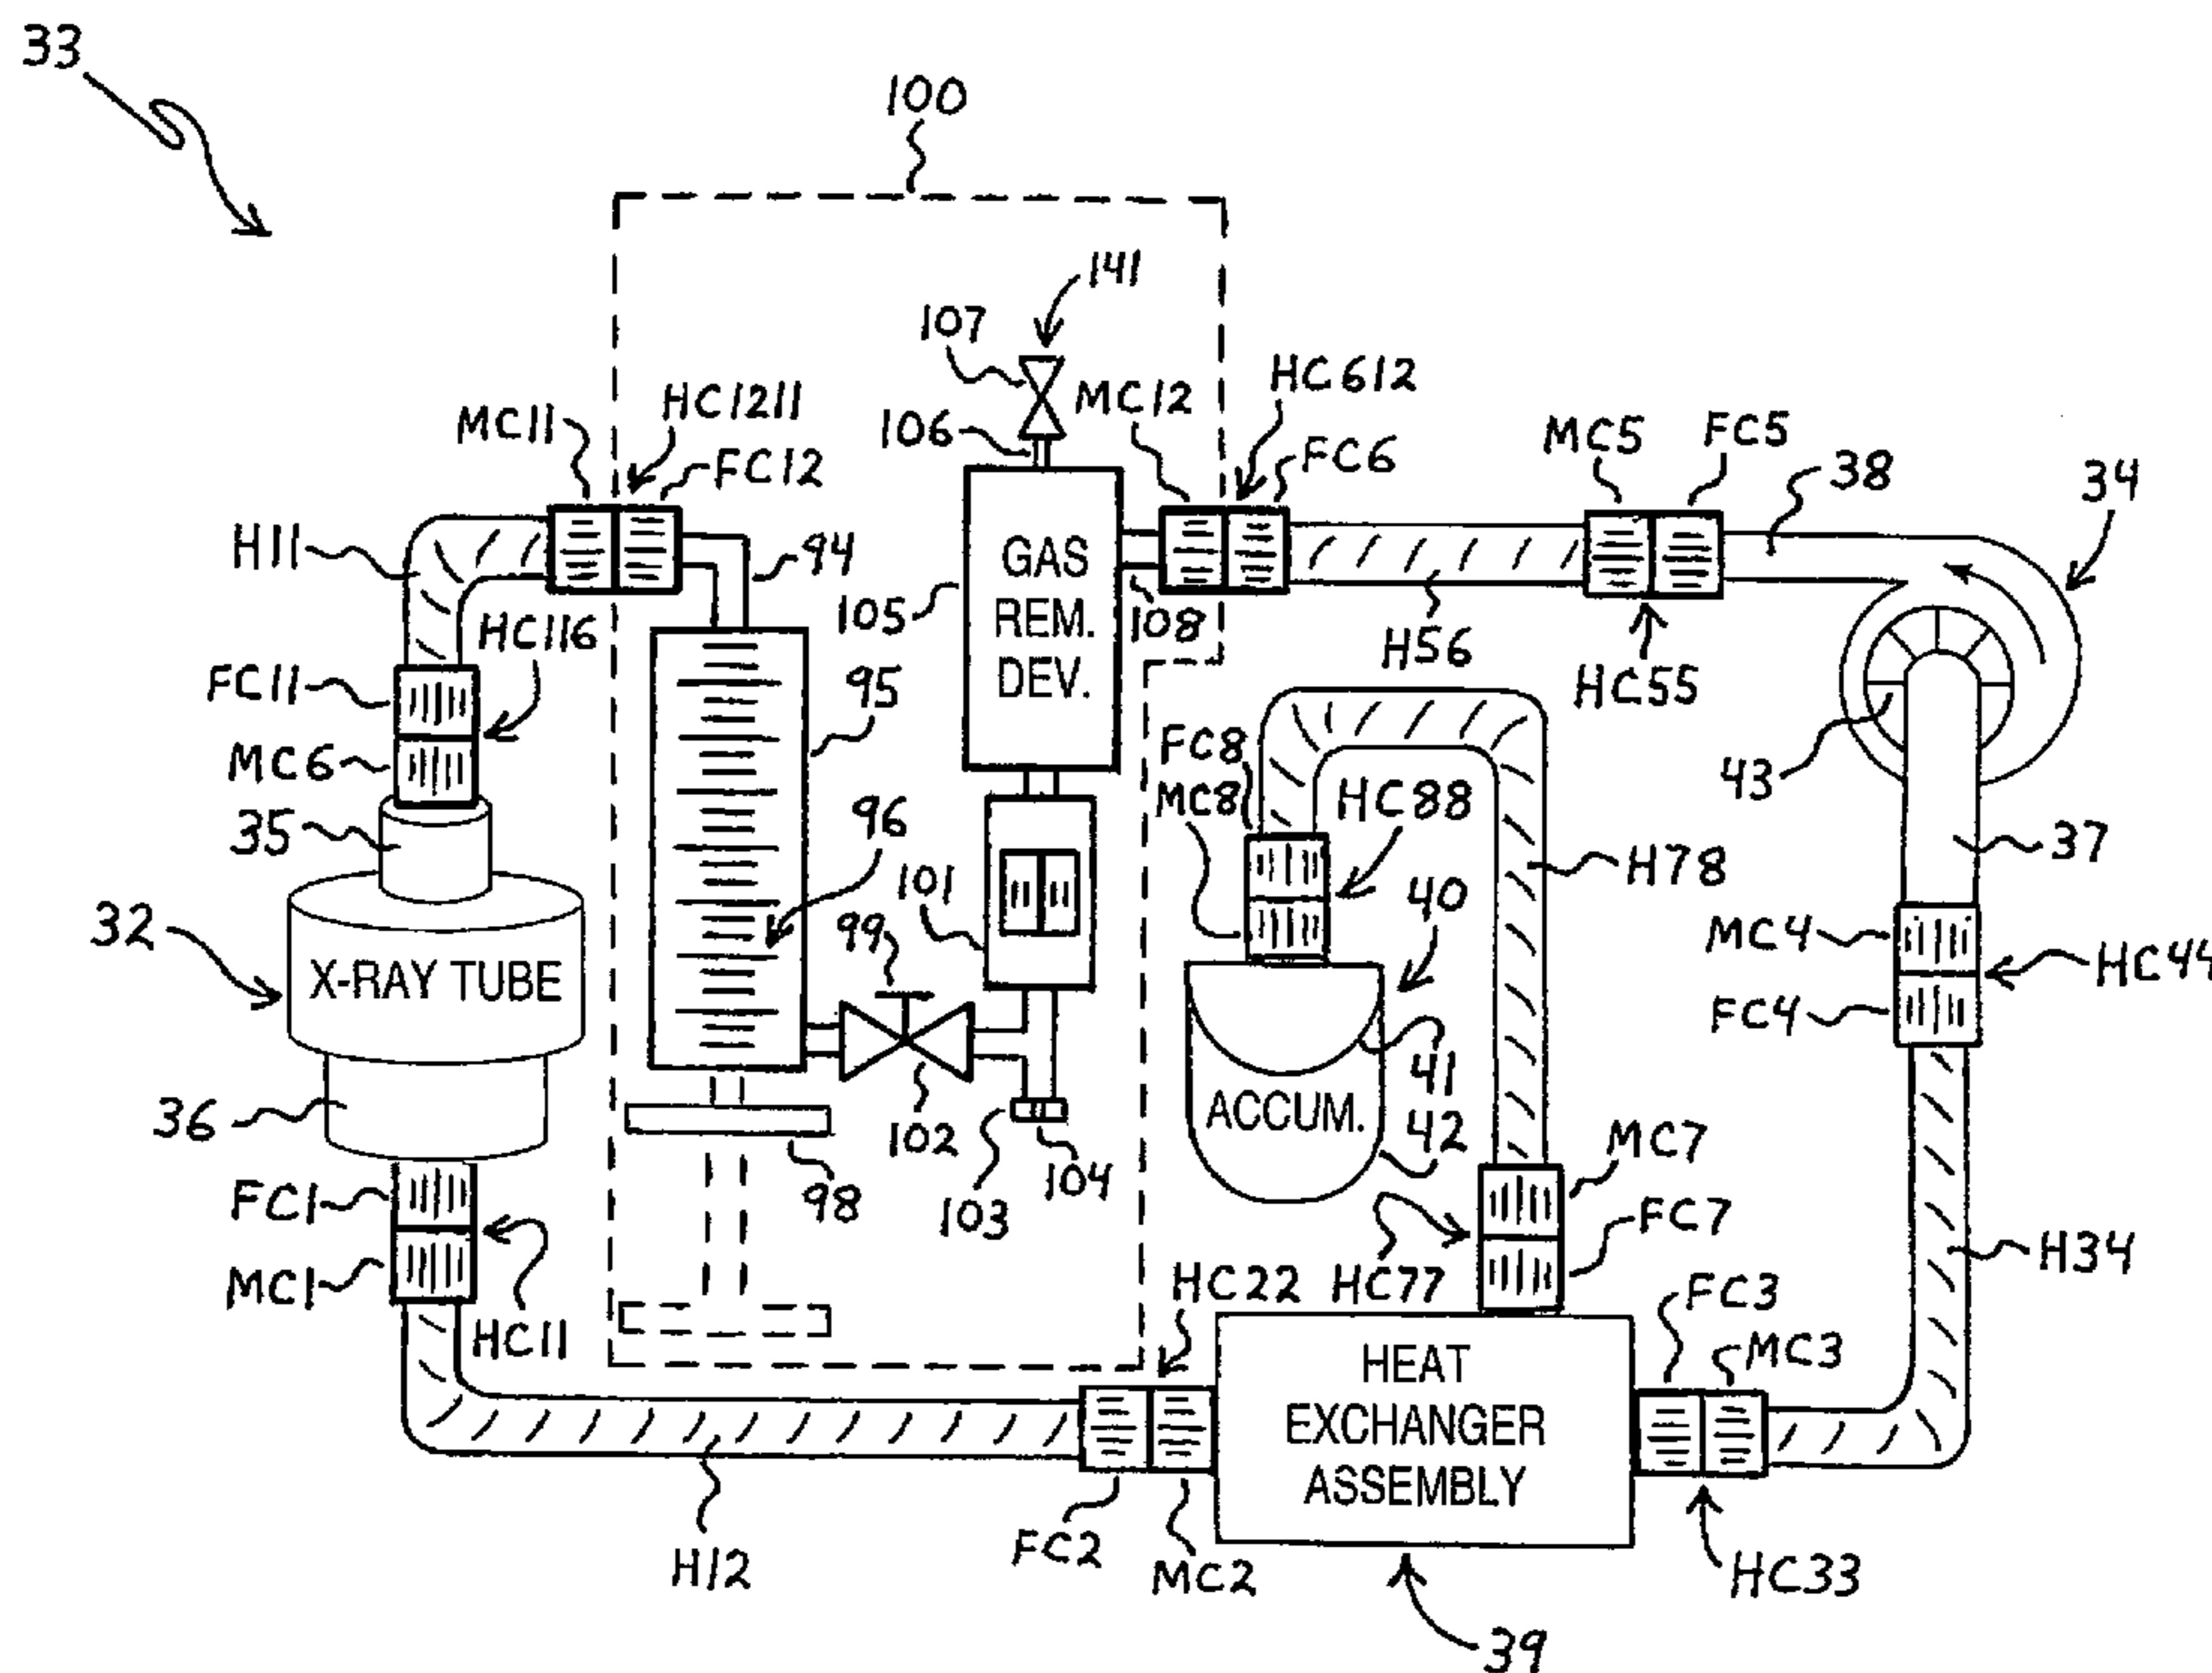 33
100
141
107
HC612
HC1211
MC12
MC11
106
FC6
MC5
FC5
FC12
38
34
H11
94
GAS
REM.
DEV.
105
108
HC116
H56
HC55
FC11
95
FC8
MC6
MC8
HC88
43
35
96
37
H78
101
40
32
99
MC4
HC44
X-RAY TUBE
FC4
41
ACCUM.
36
102
42
MC7
104
FC1
98
103
FC7
H34
MC1
HC22
HC77
FC3
HC11
HEAT
EXCHANGER
ASSEMBLY
MC3
FC2
H12
MC2
HC33
39